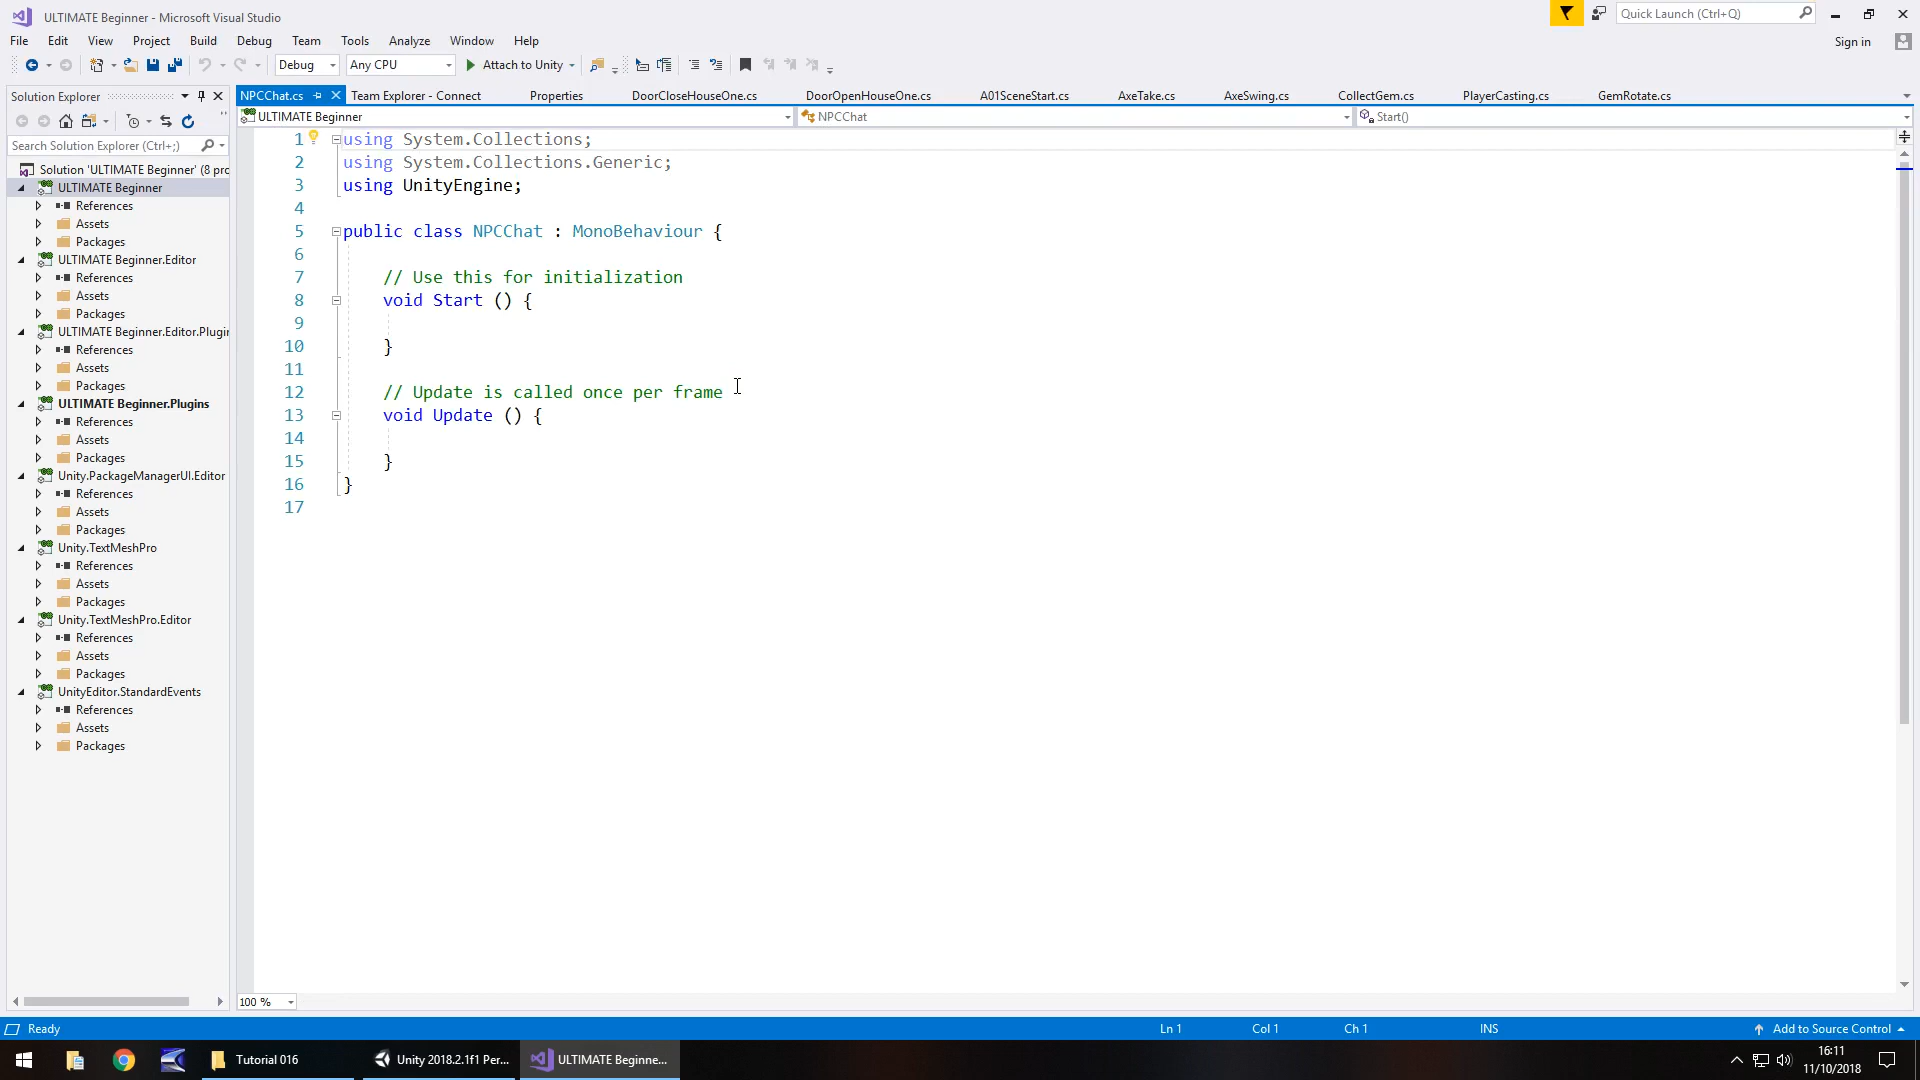 ULTIMATE Beginner - Microsoft Visual Studio
Quick Launch (Ctrl+Q)
File Edit View Project Build Debug Team Tools Analyze Window Help
Sign in
Debug Any CPU Attach to Unity
Solution Explorer
NPCChat.cs Team Explorer - Connect Properties DoorCloseHouseOne.cs DoorOpenHouseOne.cs A01SceneStart.cs AxeTake.cs AxeSwing.cs CollectGem.cs PlayerCasting.cs GemRotate.cs
ULTIMATE Beginner NPCChat Start()
Search Solution Explorer (Ctrl+;)
Solution 'ULTIMATE Beginner' (8 pro
ULTIMATE Beginner
References
Assets
Packages
ULTIMATE Beginner.Editor
References
Assets
Packages
ULTIMATE Beginner.Editor.Plugin
References
Assets
Packages
ULTIMATE Beginner.Plugins
References
Assets
Packages
Unity.PackageManagerUI.Editor
References
Assets
Packages
Unity.TextMeshPro
References
Assets
Packages
Unity.TextMeshPro.Editor
References
Assets
Packages
UnityEditor.StandardEvents
References
Assets
Packages
1 using System.Collections;
2 using System.Collections.Generic;
3 using UnityEngine;
4
5 public class NPCChat : MonoBehaviour {
6
7 // Use this for initialization
8 void Start () {
9
10 }
11
12 // Update is called once per frame
13 void Update () {
14
15 }
16 }
17
100 %
Ready Ln 1 Col 1 Ch 1 INS Add to Source Control
Tutorial 016 Unity 2018.2.1f1 Per... ULTIMATE Beginne...
16:11
11/10/2018